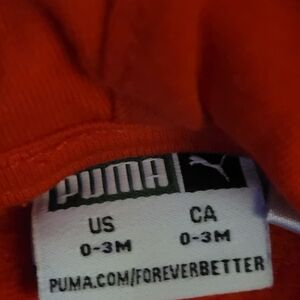 PUMA
US CA
0-3M 0-3M
PUMA.COM/FOREVERBETTER